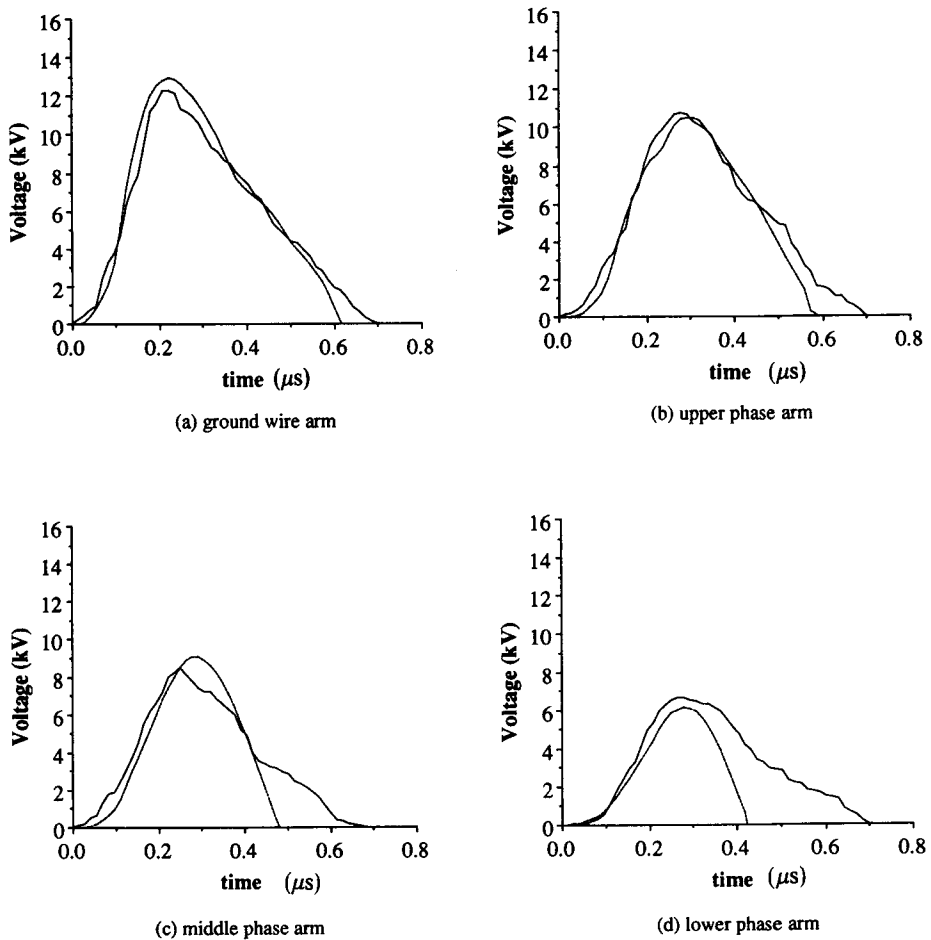 16
14
12
10
8
6
4
2
0
Voltage (kV)
0.0 0.2 0.4 0.6 0.8
time (μs)
(a) ground wire arm
16
14
12
10
8
6
4
2
0
Voltage (kV)
0.0 0.2 0.4 0.6 0.8
time (μs)
(b) upper phase arm
16
14
12
10
8
6
4
2
0
Voltage (kV)
0.0 0.2 0.4 0.6 0.8
time (μs)
(c) middle phase arm
16
14
12
10
8
6
4
2
0
Voltage (kV)
0.0 0.2 0.4 0.6 0.8
time (μs)
(d) lower phase arm